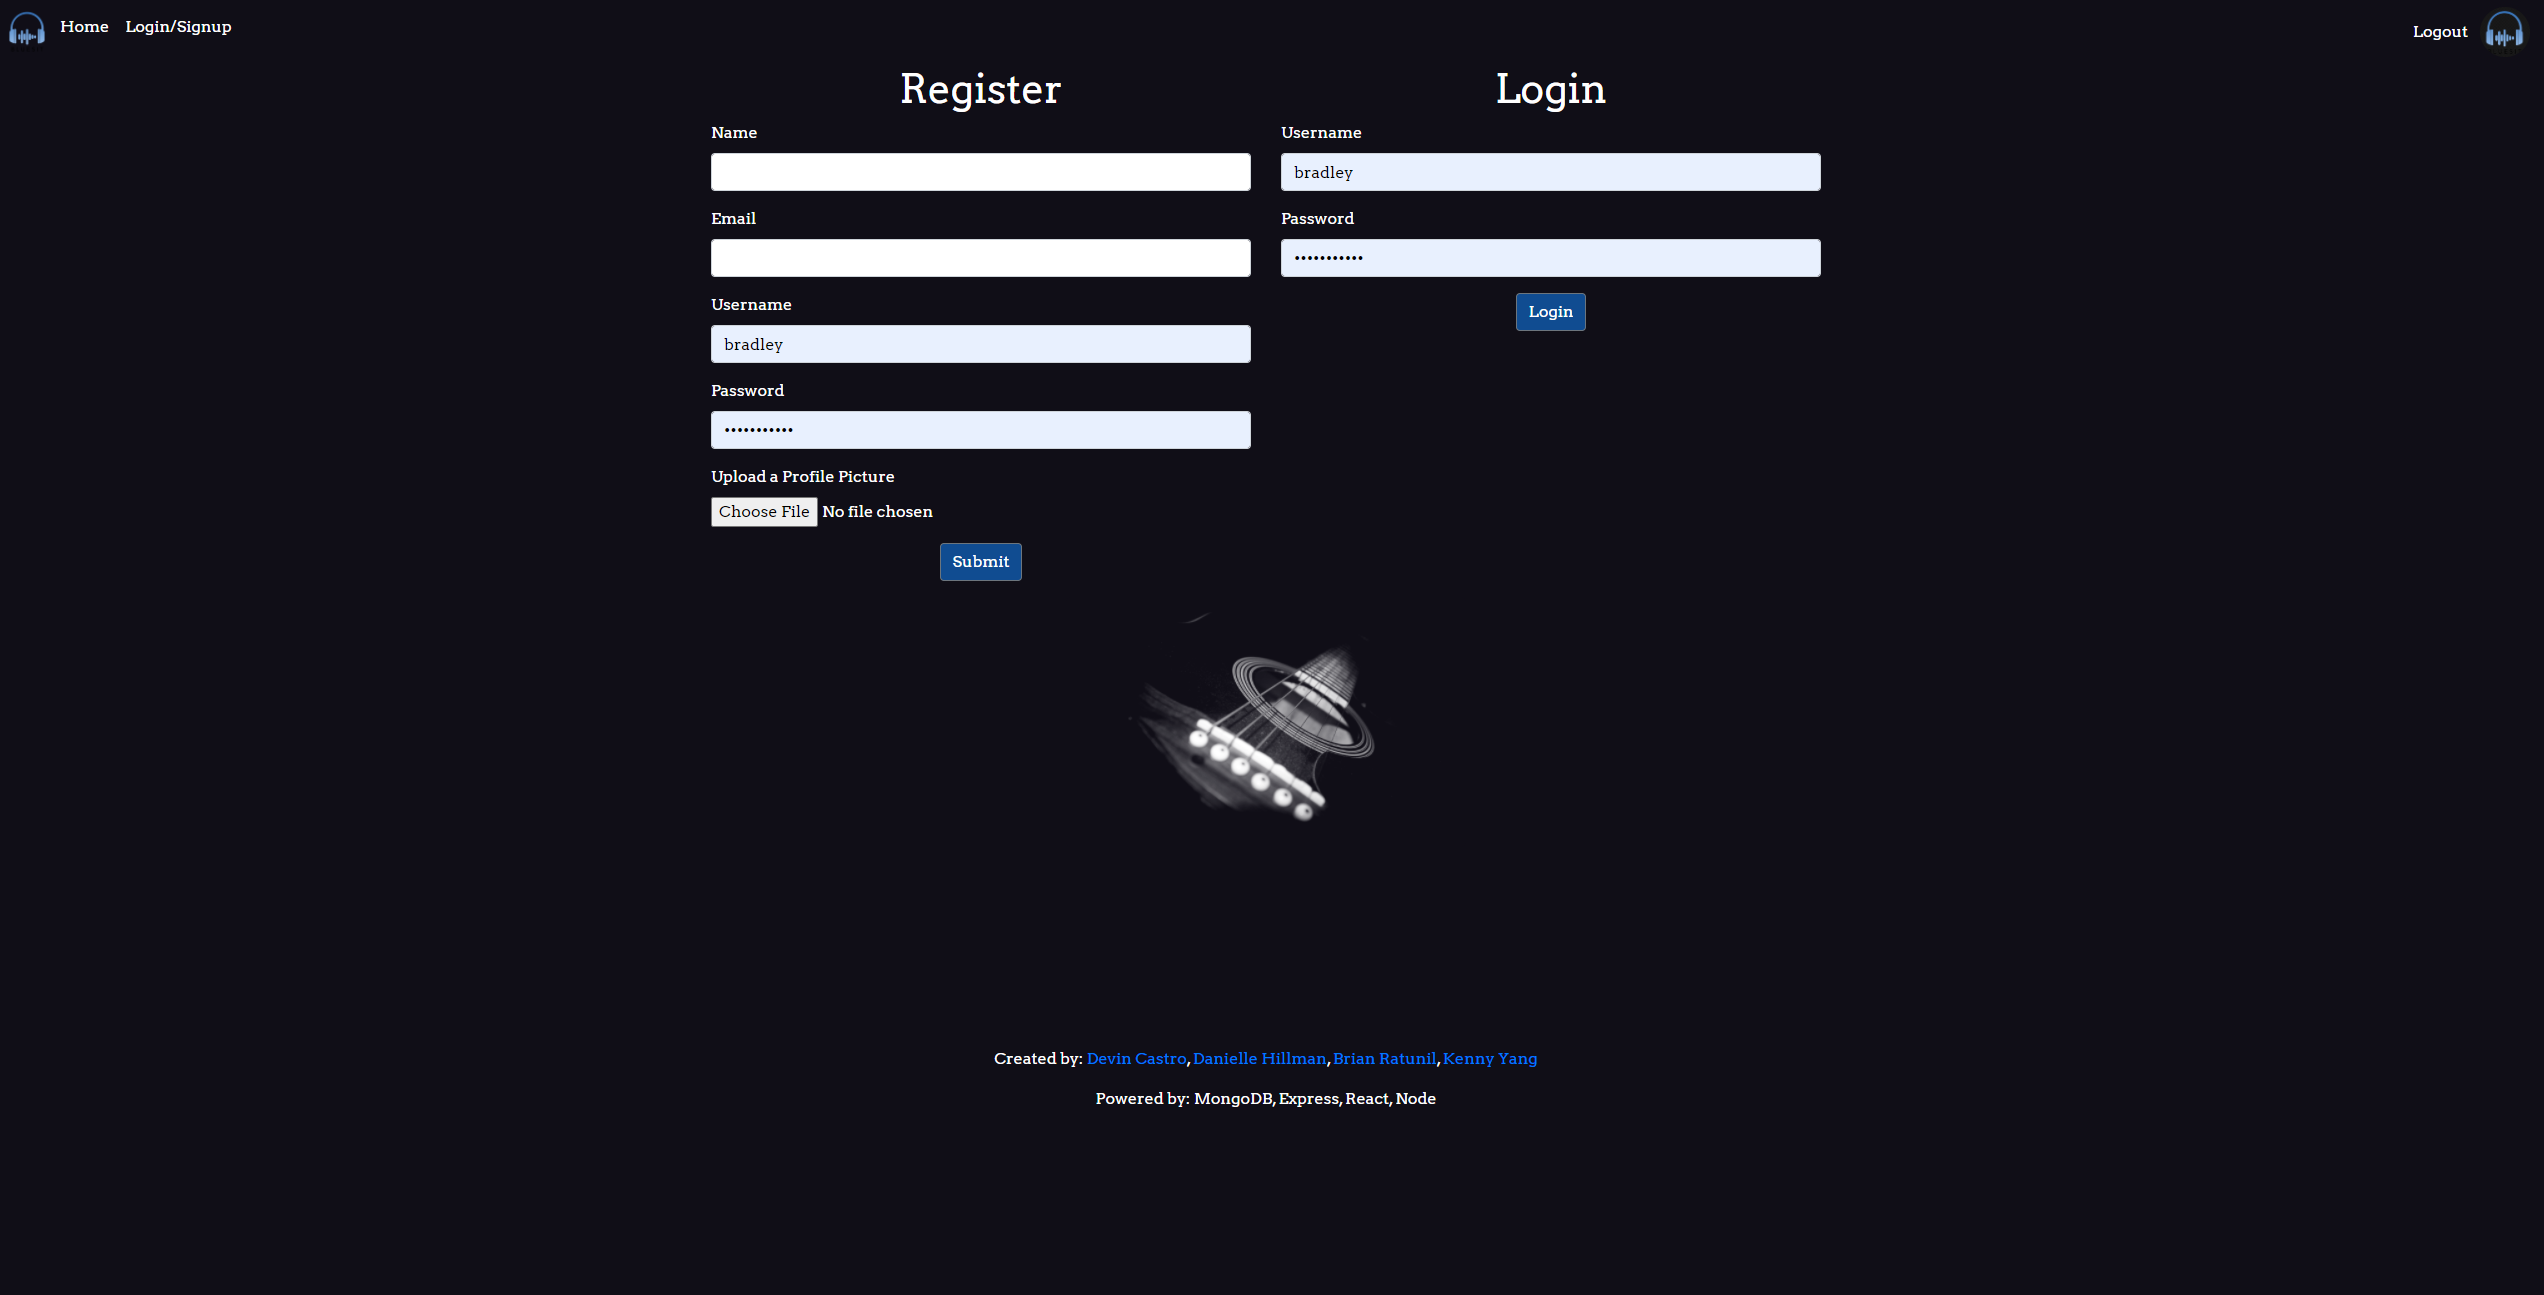 Home Login/Signup Logout
Register
Name
Email
Username
bradley
Password
•••••••••••
Upload a Profile Picture
Choose File No file chosen
Submit
Login
Username
bradley
Password
•••••••••••
Login
Created by: Devin Castro, Danielle Hillman, Brian Ratunil, Kenny Yang
Powered by: MongoDB, Express, React, Node